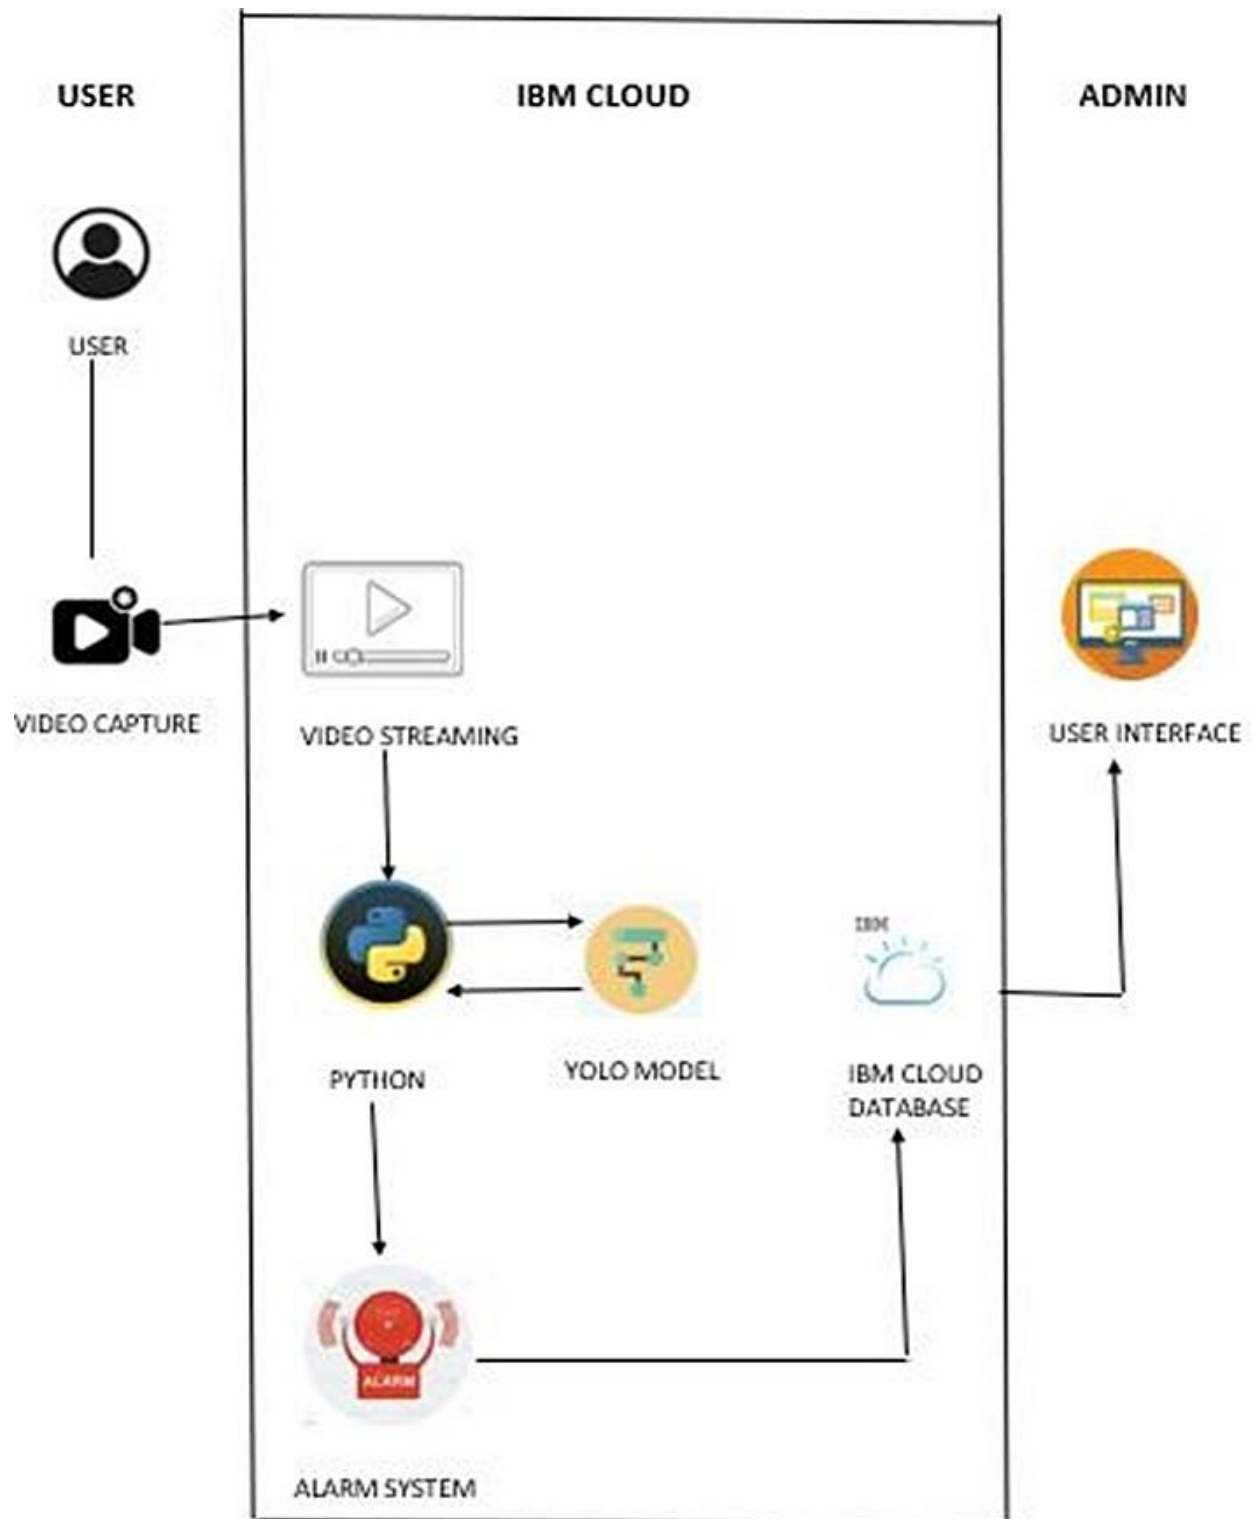 USER
IBM CLOUD
ADMIN
USER
VIDEO CAPTURE
VIDEO STREAMING
USER INTERFACE
IBM
PYTHON
YOLO MODEL
IBM CLOUD
DATABASE
ALARM
ALARM SYSTEM